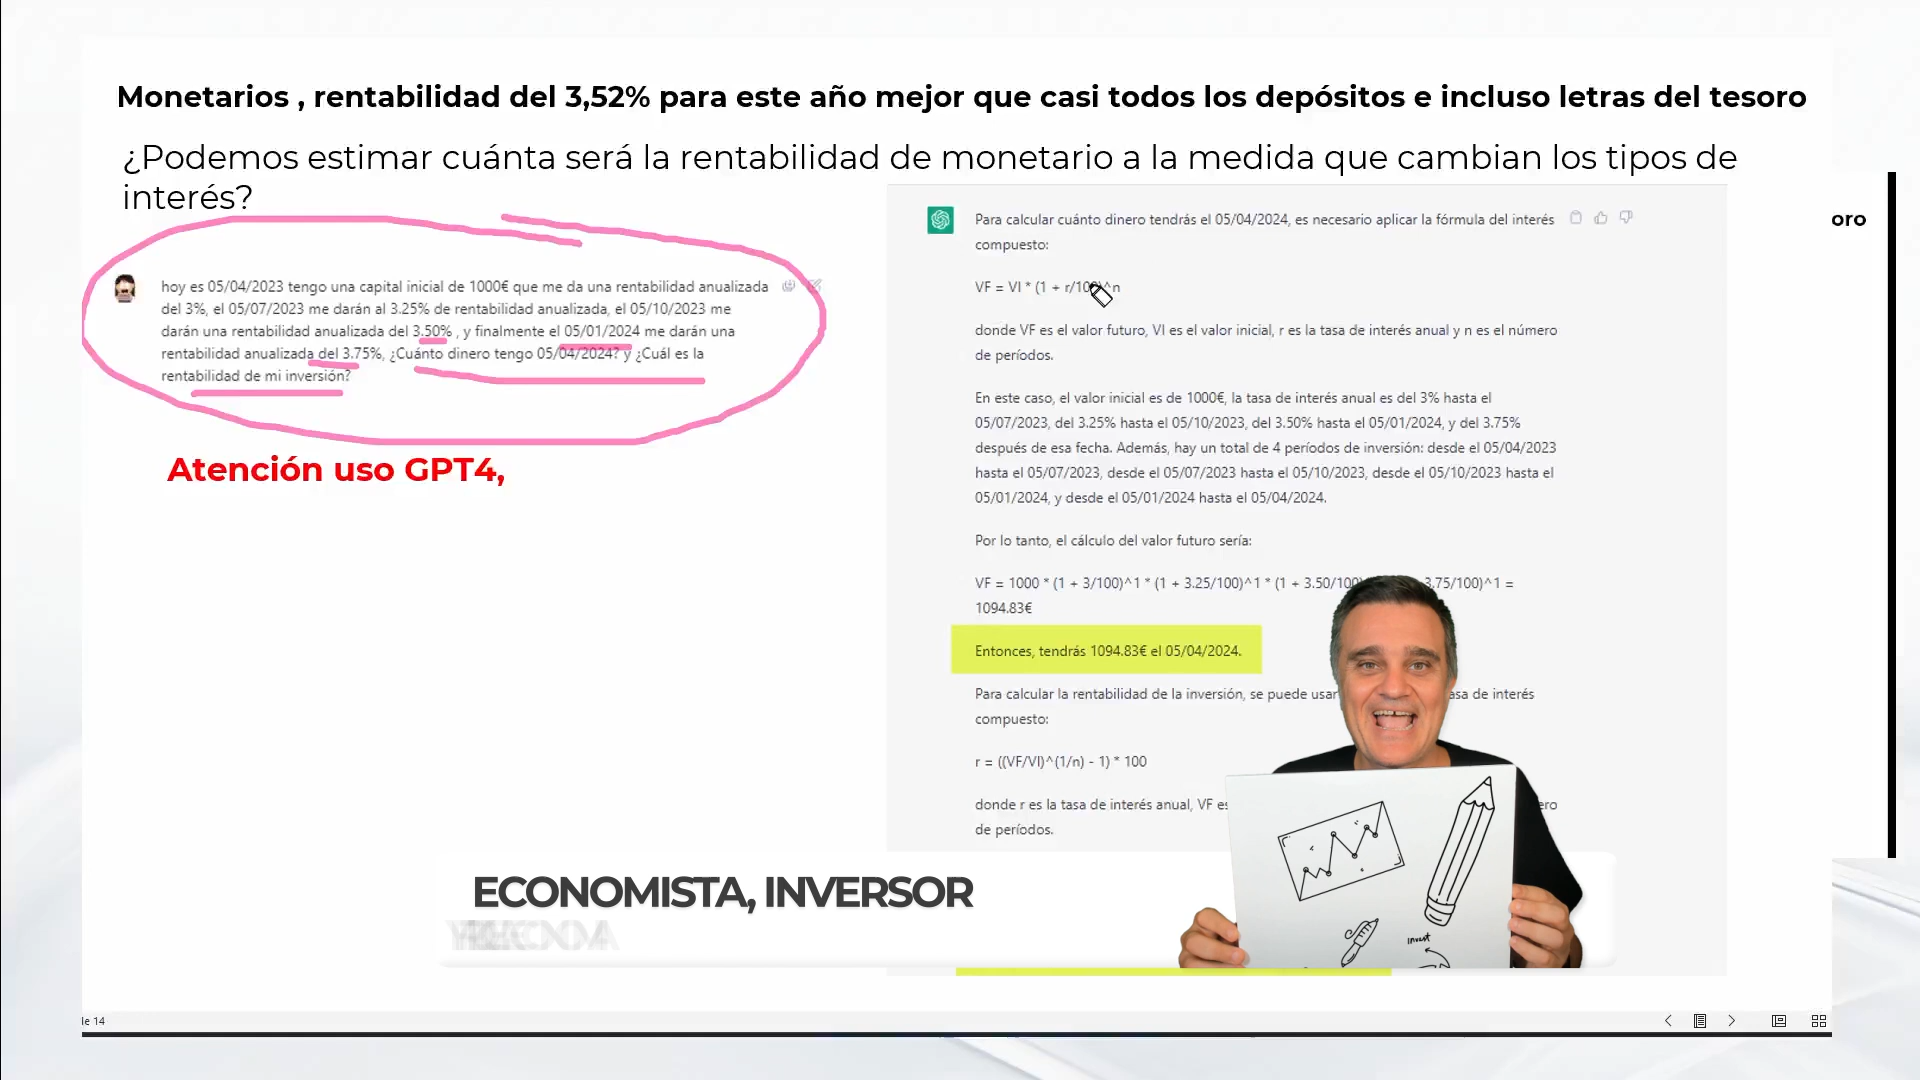 Monetarios , rentabilidad del 3,52% para este año mejor que casi todos los depósitos e incluso letras del tesoro
¿Podemos estimar cuánta será la rentabilidad de monetario a la medida que cambian los tipos de
interés?
oro
hoy es 05/04/2023 tengo una capital inicial de 1000€ que me da una rentabilidad anualizada
del 3%, el 05/07/2023 me darán al 3.25% de rentabilidad anualizada, el 05/10/2023 me
darán una rentabilidad anualizada del 3.50% , y finalmente el 05/01/2024 me darán una
rentabilidad anualizada del 3.75%, ¿Cuánto dinero tengo 05/04/2024? y ¿Cuál es la
rentabilidad de mi inversión?
Atención uso GPT4,
Para calcular cuánto dinero tendrás el 05/04/2024, es necesario aplicar la fórmula del interés
compuesto:
VF = VI * (1 + r/100)^n
donde VF es el valor futuro, VI es el valor inicial, r es la tasa de interés anual y n es el número
de períodos.
En este caso, el valor inicial es de 1000€, la tasa de interés anual es del 3% hasta el
05/07/2023, del 3.25% hasta el 05/10/2023, del 3.50% hasta el 05/01/2024, y del 3.75%
después de esa fecha. Además, hay un total de 4 períodos de inversión: desde el 05/04/2023
hasta el 05/07/2023, desde el 05/07/2023 hasta el 05/10/2023, desde el 05/10/2023 hasta el
05/01/2024, y desde el 05/01/2024 hasta el 05/04/2024.
Por lo tanto, el cálculo del valor futuro sería:
VF = 1000 * (1 + 3/100)^1 * (1 + 3.25/100)^1 * (1 + 3.50/100) 3.75/100)^1 =
1094.83€
Entonces, tendrás 1094.83€ el 05/04/2024.
Para calcular la rentabilidad de la inversión, se puede usar asa de interés
compuesto:
r = ((VF/VI)^(1/n) - 1) * 100
donde r es la tasa de interés anual, VF es ero
de períodos.
ECONOMISTA, INVERSOR
invest
le 14